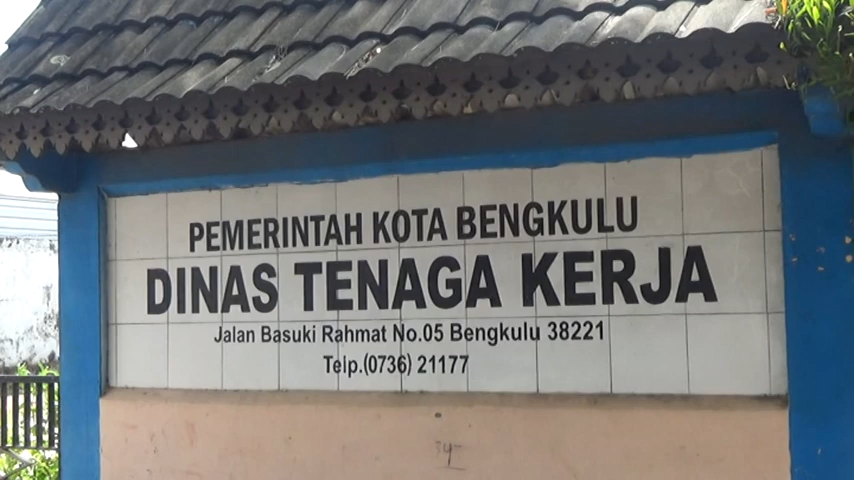 PEMERINTAH KOTA BENGKULU
DINAS TENAGA KERJA
Jalan Basuki Rahmat No.05 Bengkulu 38221
Telp.(0736) 21177